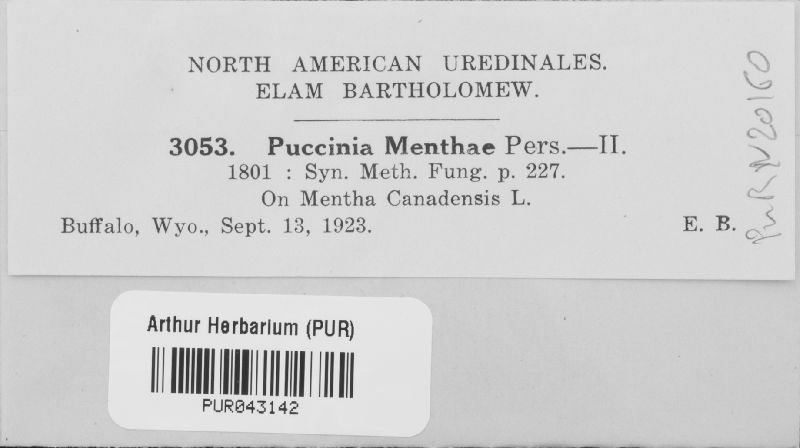 NORTH AMERICAN UREDINALES.
ELAM BARTHOLOMEW.
3053. Puccinia Menthae Pers.—II.
1801 : Syn. Meth. Fung. p. 227.
On Mentha Canadensis L.
Buffalo, Wyo., Sept. 13, 1923. E. B.
PUR N20160
Arthur Herbarium (PUR)
PUR043142